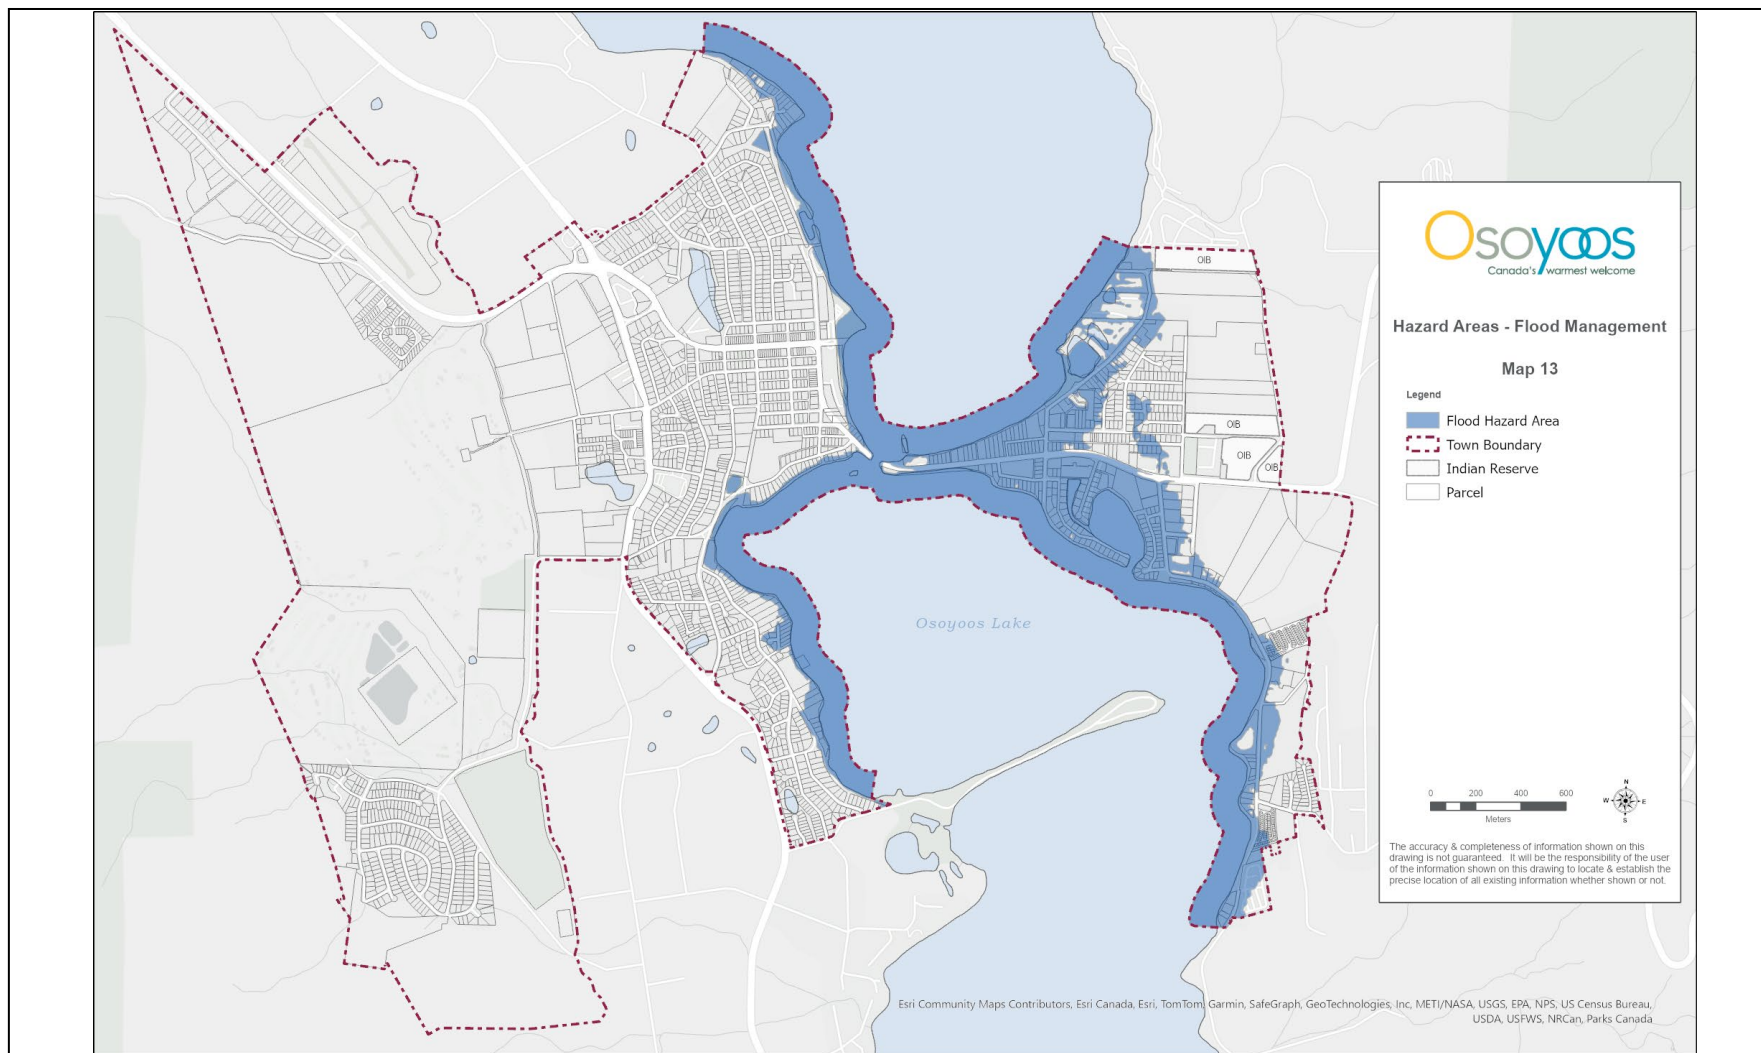 OIB
OIB
OIB
OIB
Osoyoos Lake
Osoyoos
Canada's warmest welcome
Hazard Areas - Flood Management
Map 13
Legend
Flood Hazard Area
Town Boundary
Indian Reserve
Parcel
0 200 400 600
Meters
N
W E
S
The accuracy & completeness of information shown on this
drawing is not guaranteed. It will be the responsibility of the user
of the information shown on this drawing to locate & establish the
precise location of all existing information whether shown or not.
Esri Community Maps Contributors, Esri Canada, Esri, TomTom, Garmin, SafeGraph, GeoTechnologies, Inc, METI/NASA, USGS, EPA, NPS, US Census Bureau,
USDA, USFWS, NRCan, Parks Canada